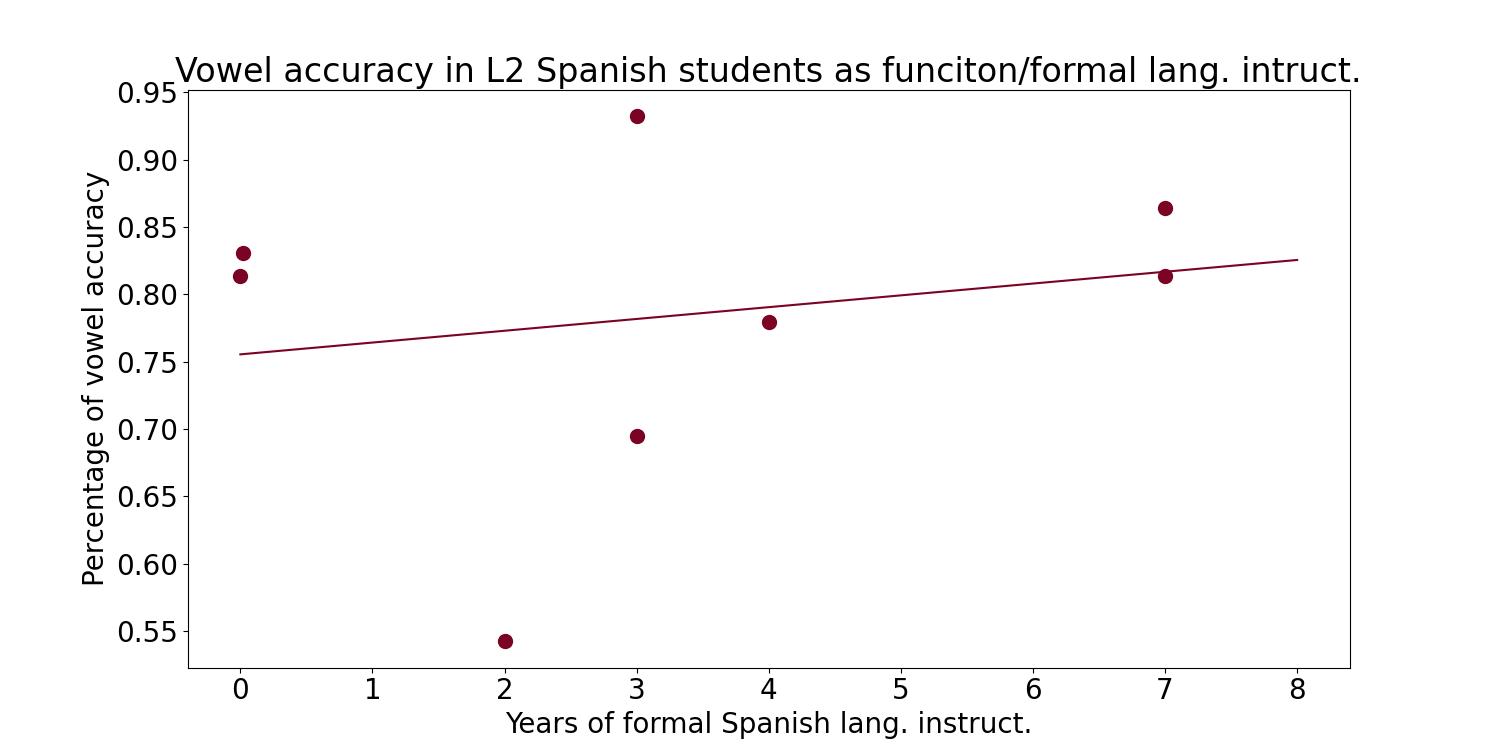 Vowel accuracy in L2 Spanish students as funciton/formal lang. intruct.
Percentage of vowel accuracy
0.95
0.90
0.85
0.80
0.75
0.70
0.65
0.60
0.55
0 1 2 3 4 5 6 7 8
Years of formal Spanish lang. instruct.